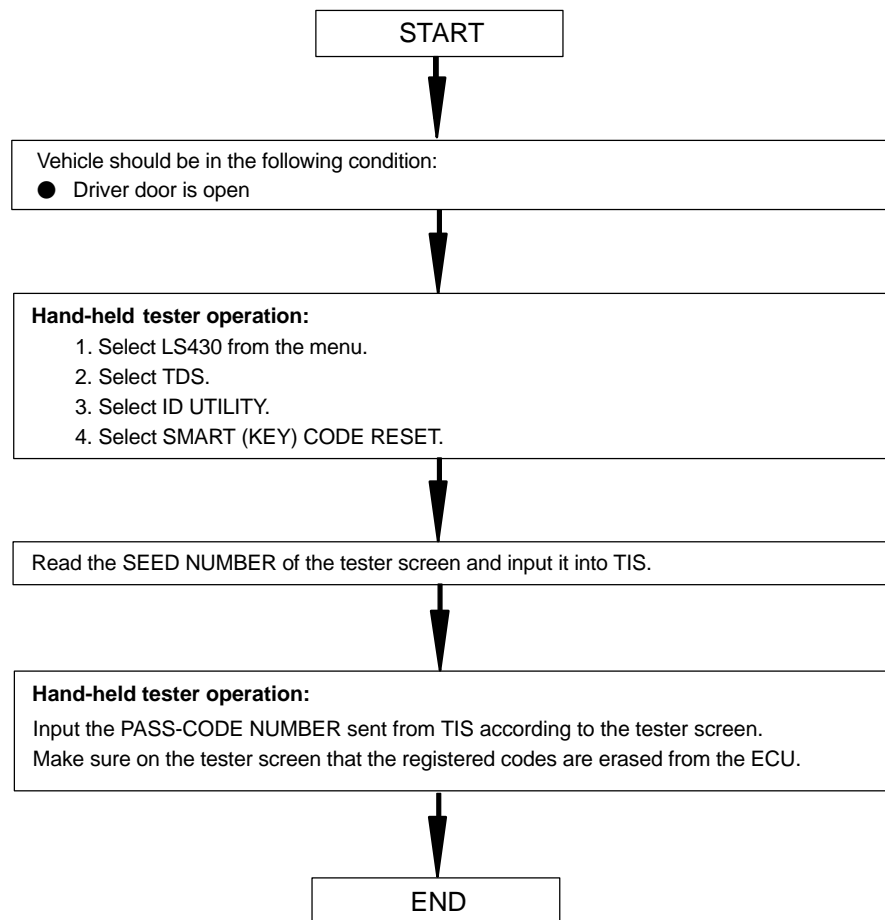 START
Vehicle should be in the following condition:
● Driver door is open
Hand-held tester operation:
1. Select LS430 from the menu.
2. Select TDS.
3. Select ID UTILITY.
4. Select SMART (KEY) CODE RESET.
Read the SEED NUMBER of the tester screen and input it into TIS.
Hand-held tester operation:
Input the PASS-CODE NUMBER sent from TIS according to the tester screen.
Make sure on the tester screen that the registered codes are erased from the ECU.
END